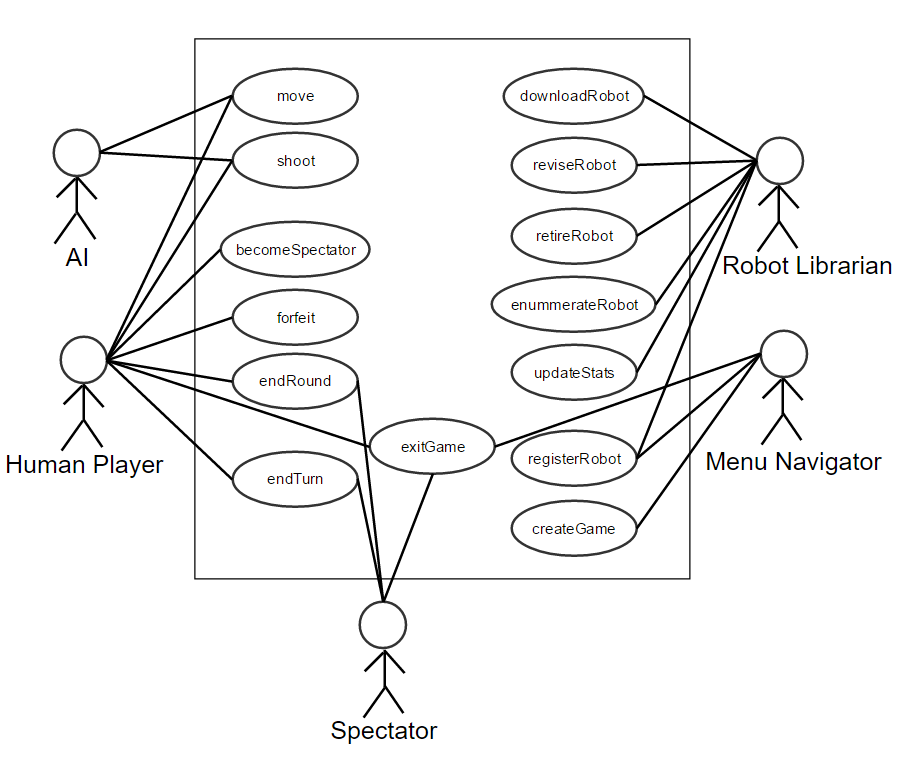 move
downloadRobot
shoot
reviseRobot
AI
becomeSpectator
retireRobot
Robot Librarian
enummerateRobot
forfeit
updateStats
endRound
exitGame
registerRobot
Human Player
Menu Navigator
endTurn
createGame
Spectator